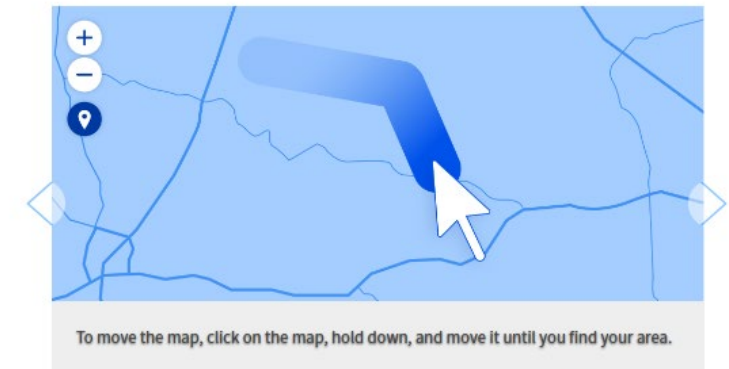 To move the map, click on the map, hold down, and move it until you find your area.